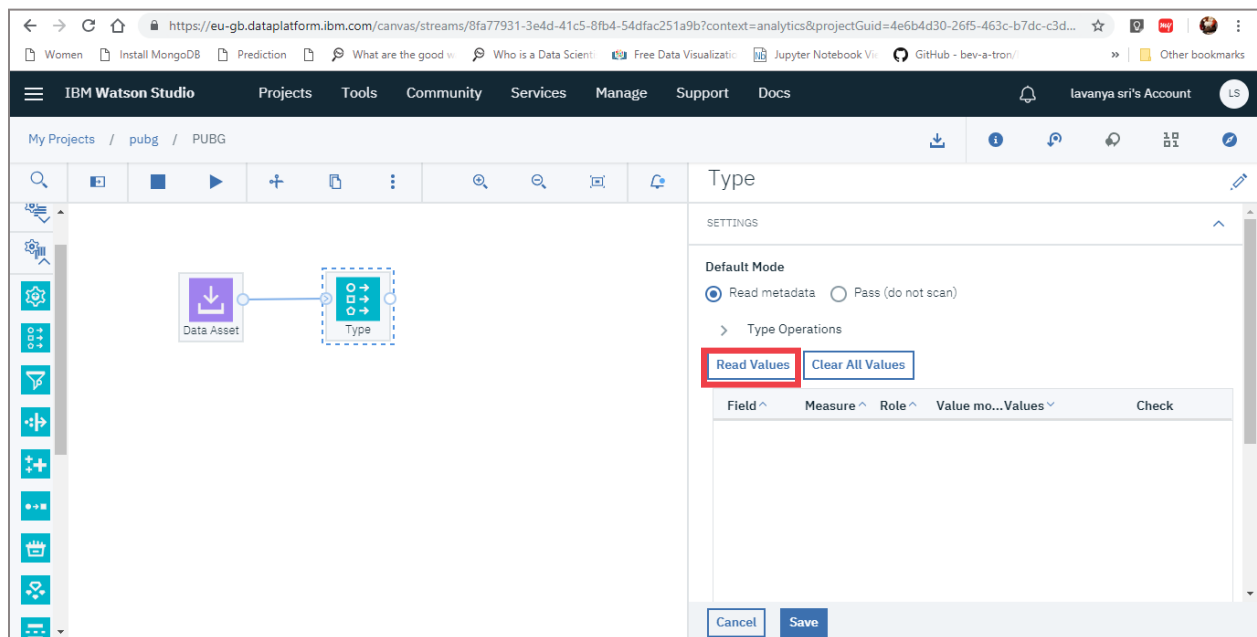 https://eu-gb.dataplatform.ibm.com/canvas/streams/8fa77931-3e4d-41c5-8fb4-54dfac251a9b?context=analytics&projectGuid=4e6b4d30-26f5-463c-b7dc-c3d...
Women Install MongoDB Prediction What are the good w Who is a Data Scienti Free Data Visualizatio Jupyter Notebook Vie GitHub - bev-a-tron/ » Other bookmarks
IBM Watson Studio Projects Tools Community Services Manage Support Docs lavanya sri's Account LS
My Projects / pubg / PUBG
Type
SETTINGS
Default Mode
Read metadata Pass (do not scan)
Type Operations
Read Values Clear All Values
Field Measure Role Value mo... Values Check
Data Asset Type
Cancel Save